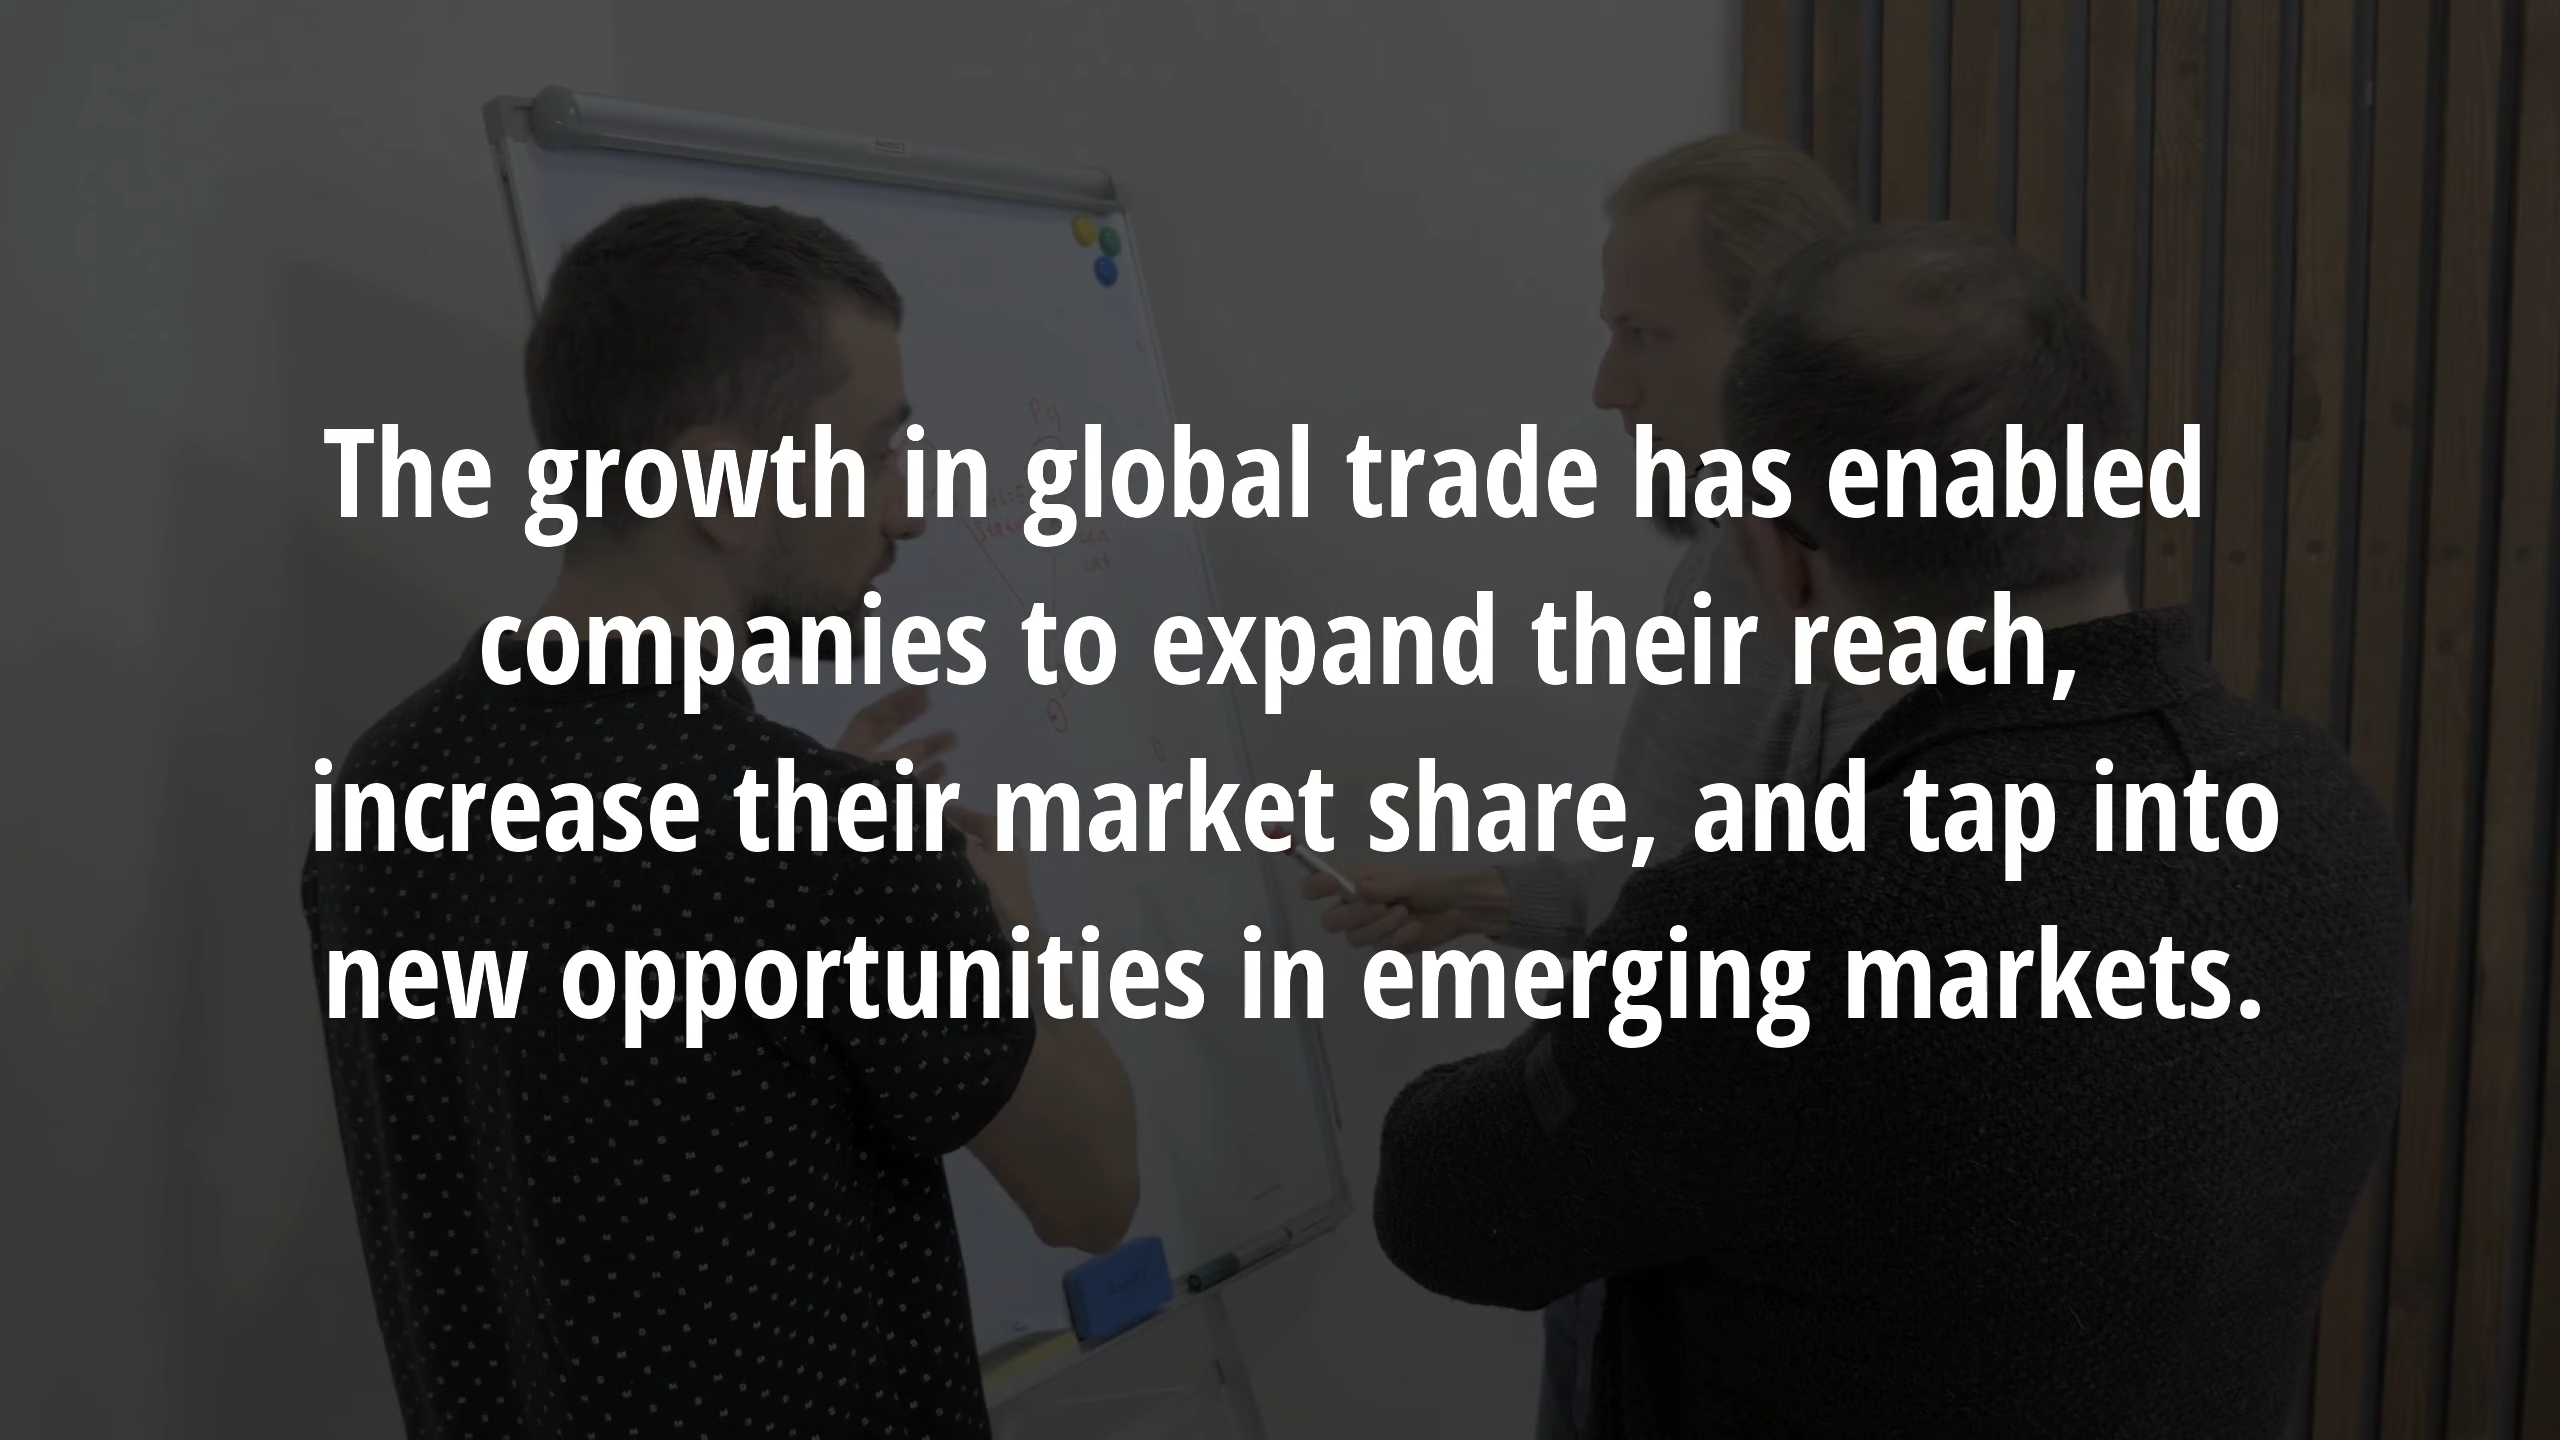 The growth in global trade has enabled
companies to expand their reach,
increase their market share, and tap into
new opportunities in emerging markets.